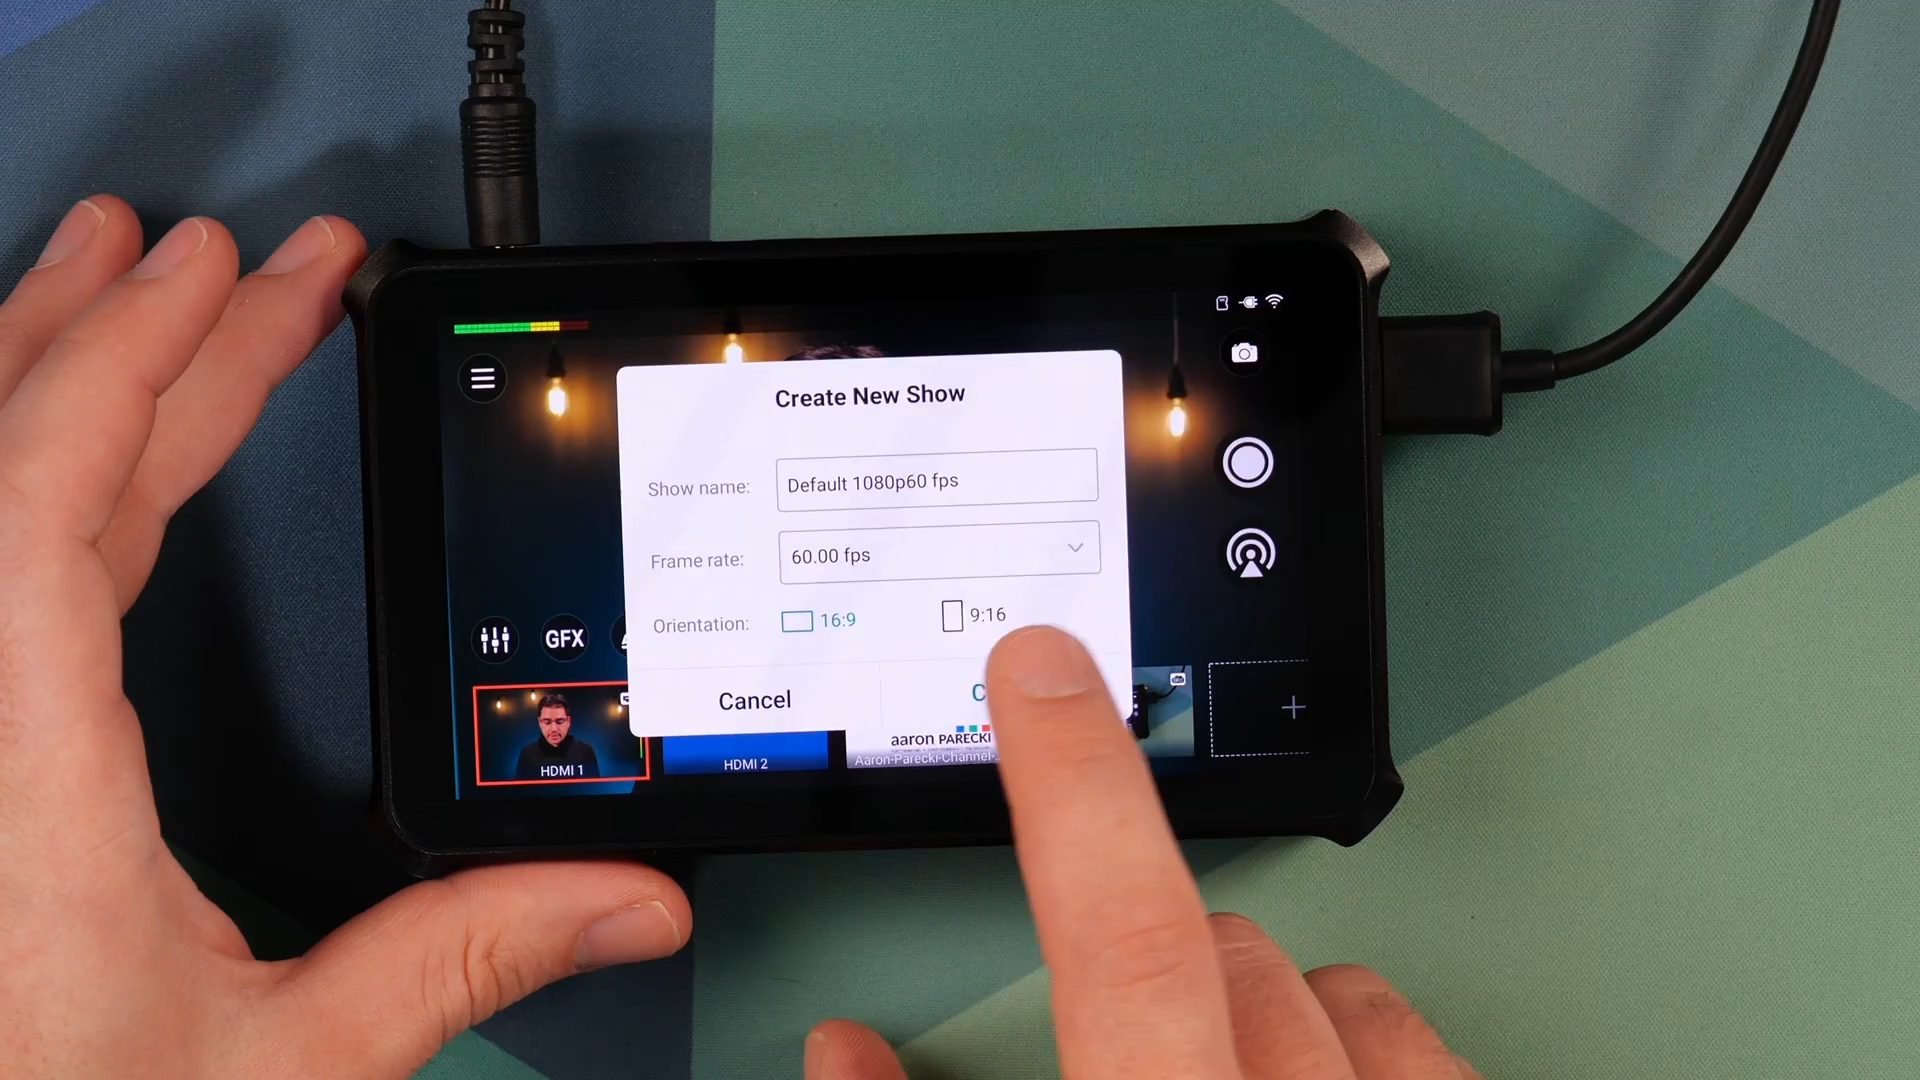 Create New Show
Show name: Default 1080p60 fps
Frame rate: 60.00 fps
Orientation: 16:9 9:16
Cancel
GFX
HDMI 1
HDMI 2
aaron PARECKI
Aaron-Parecki-Channel-...